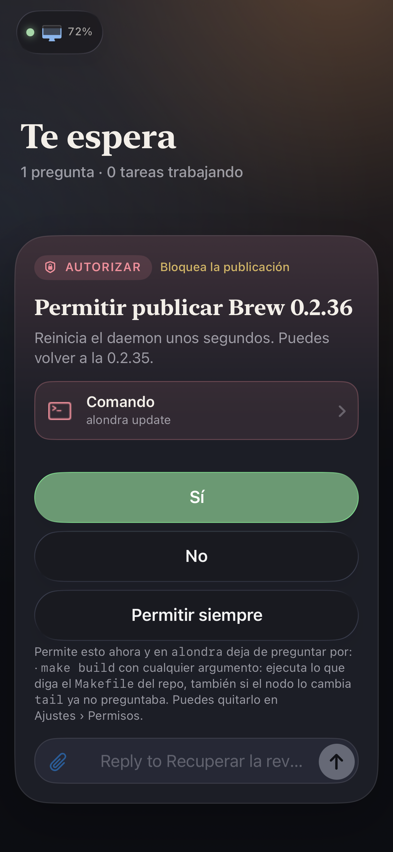 72%
Te espera
1 pregunta · 0 tareas trabajando
AUTORIZAR Bloquea la publicación
Permitir publicar Brew 0.2.36
Reinicia el daemon unos segundos. Puedes
volver a la 0.2.35.
Comando
alondra update
Sí
No
Permitir siempre
Permite esto ahora y en alondra deja de preguntar por:
· make build con cualquier argumento: ejecuta lo que
diga el Makefile del repo, también si el nodo lo cambia
tail ya no preguntaba. Puedes quitarlo en
Ajustes › Permisos.
Reply to Recuperar la rev...